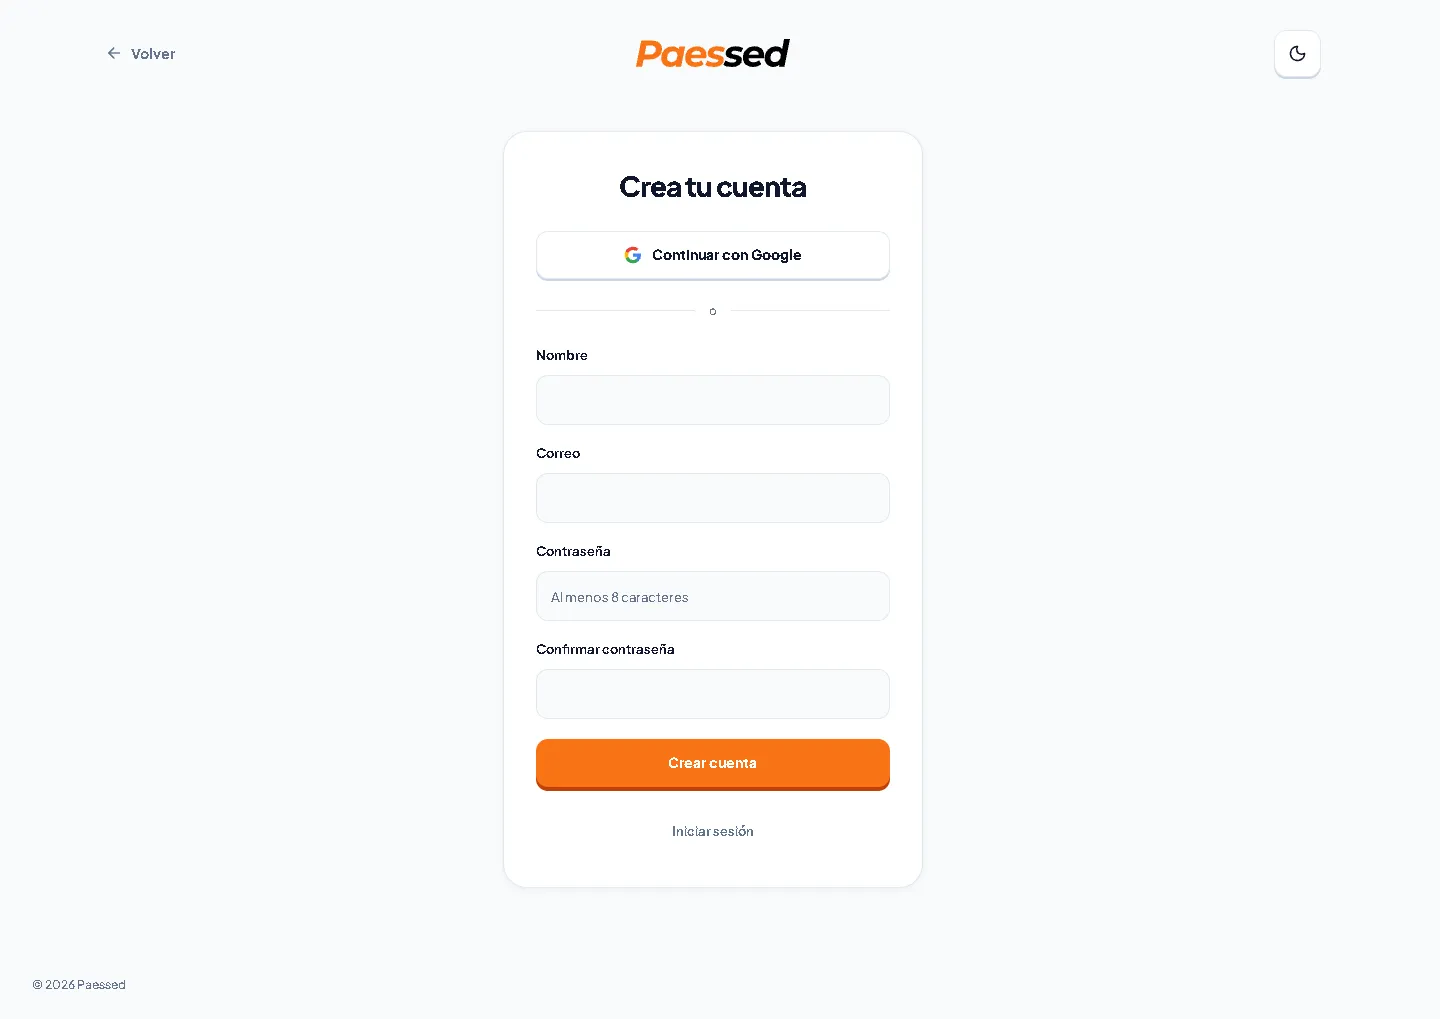 Volver
Paessed
Crea tu cuenta
Continuar con Google
o
Nombre
Correo
Contraseña
Al menos 8 caracteres
Confirmar contraseña
Crear cuenta
Iniciar sesión
© 2026 Paessed